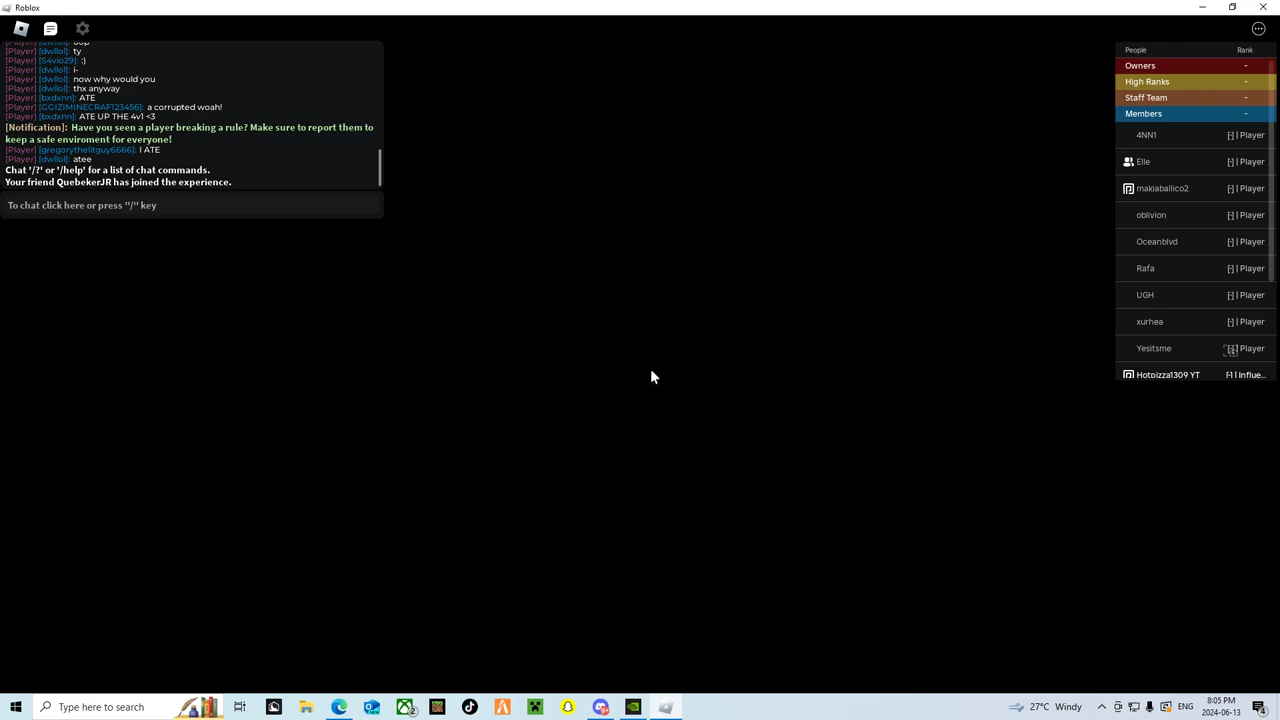 Roblox
[Player] [dwllol]: oop
[Player] [dwllol]: ty
[Player] [54vio29]: :)
[Player] [dwllol]: i-
[Player] [dwllol]: now why would you
[Player] [dwllol]: thx anyway
[Player] [bxdxnn]: ATE
[Player] [GGIZIMINECRAF123456]: a corrupted woah!
[Player] [bxdxnn]: ATE UP THE 4v1 <3
[Notification]: Have you seen a player breaking a rule? Make sure to report them to
keep a safe enviroment for everyone!
[Player] [gregorythelitguy6666]: I ATE
[Player] [dwllol]: atee
Chat '/?' or '/help' for a list of chat commands.
Your friend QuebekerJR has joined the experience.
To chat click here or press "/" key
People Rank
Owners -
High Ranks -
Staff Team -
Members -
4NN1 [-] | Player
Elle [-] | Player
makiaballico2 [-] | Player
oblivion [-] | Player
Oceanblvd [-] | Player
Rafa [-] | Player
UGH [-] | Player
xurhea [-] | Player
Yesitsme [-] | Player
Hotpizza1309 YT [-] | Influe...
Type here to search
27°C Windy
ENG
8:05 PM
2024-06-13